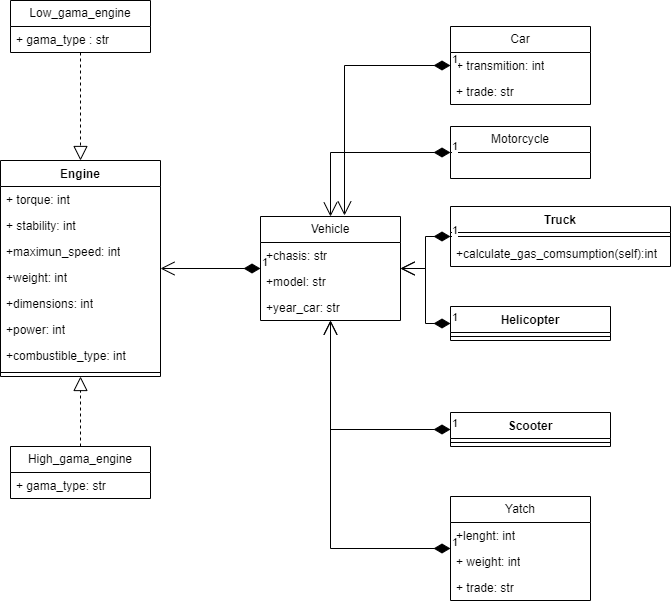 Low_gama_engine
+ gama_type : str
Engine
+ torque: int
+ stability: int
+maximun_speed: int
+weight: int
+dimensions: int
+power: int
+combustible_type: int
High_gama_engine
+ gama_type: str
Vehicle
1
+chasis: str
+model: str
+year_car: str
Car
1
+ transmition: int
+ trade: str
Motorcycle
1
Truck
1
+calculate_gas_comsumption(self):int
Helicopter
1
Scooter
1
Yatch
+lenght: int
1
+ weight: int
+ trade: str